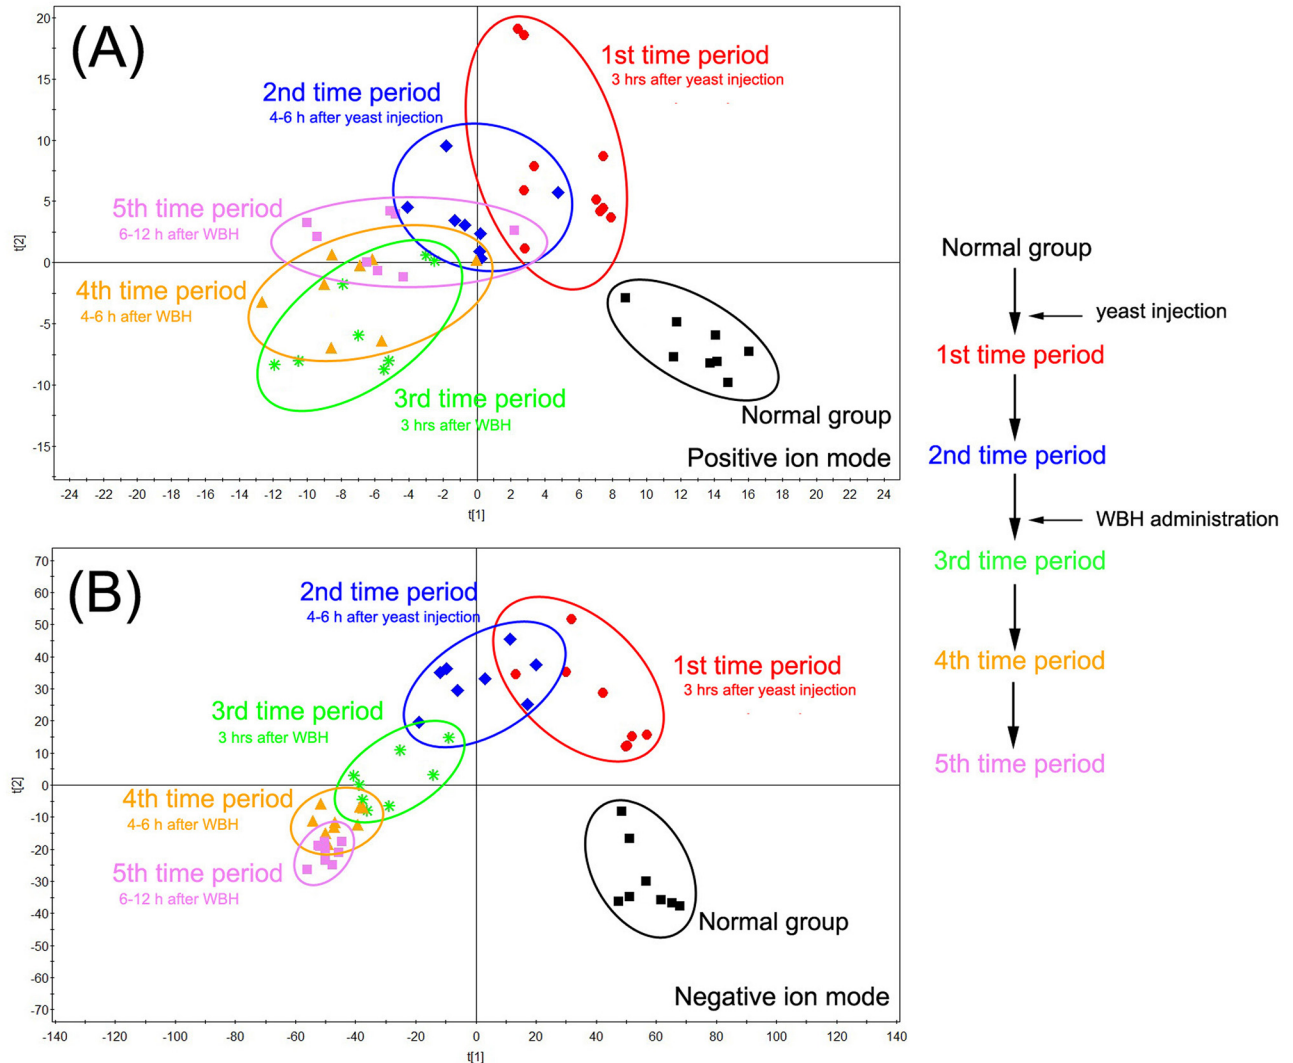 (A)
20
15
10
5
0
-5
-10
-15
t[2]
1st time period
3 hrs after yeast injection
2nd time period
4-6 h after yeast injection
5th time period
6-12 h after WBH
4th time period
4-6 h after WBH
3rd time period
3 hrs after WBH
Normal group
Positive ion mode
-24 -22 -20 -18 -16 -14 -12 -10 -8 -6 -4 -2 0 2 4 6 8 10 12 14 16 18 20 22 24
t[1]
(B)
70
60
50
40
30
20
10
0
-10
-20
-30
-40
-50
-60
-70
t[2]
2nd time period
4-6 h after yeast injection
1st time period
3 hrs after yeast injection
3rd time period
3 hrs after WBH
4th time period
4-6 h after WBH
5th time period
6-12 h after WBH
Normal group
Negative ion mode
-140 -120 -100 -80 -60 -40 -20 0 20 40 60 80 100 120 140
t[1]
Normal group
yeast injection
1st time period
2nd time period
WBH administration
3rd time period
4th time period
5th time period